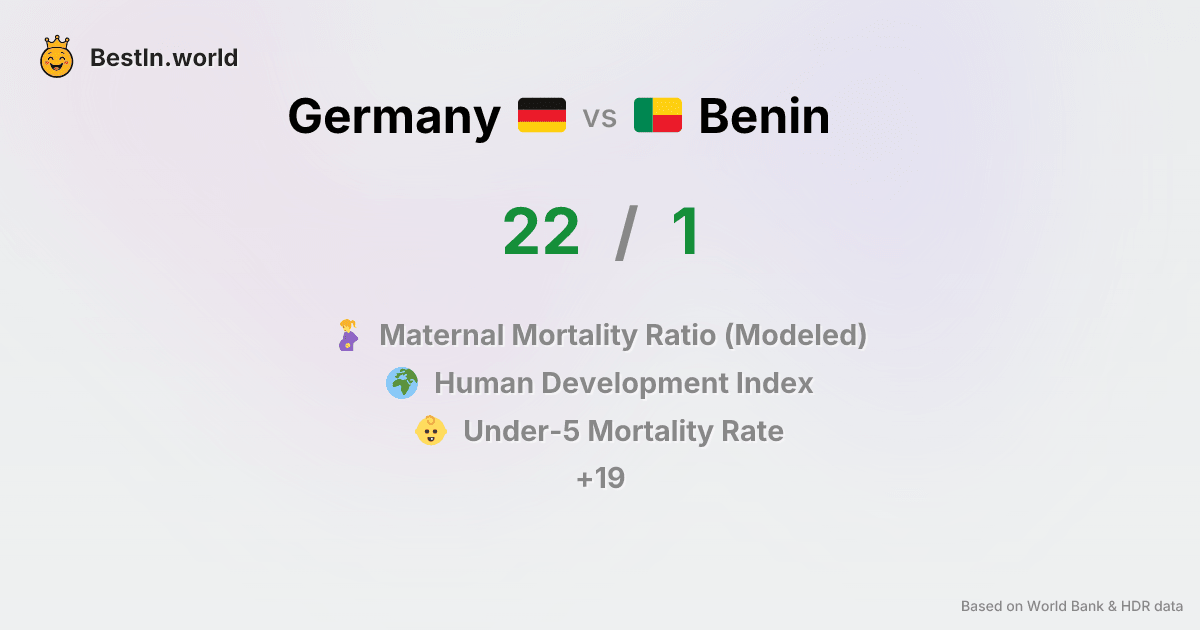 BestIn.world
Germany vs Benin
22 / 1
Maternal Mortality Ratio (Modeled)
Human Development Index
Under-5 Mortality Rate
+19
Based on World Bank & HDR data